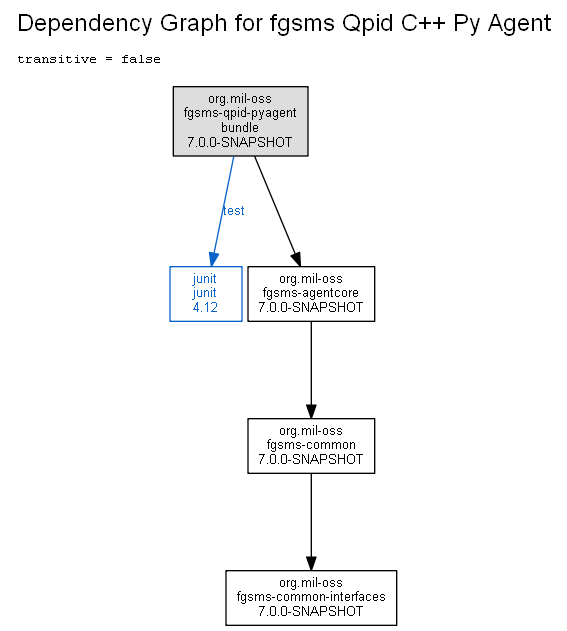 Dependency Graph for fgsms Qpid C++ Py Agent
transitive = false
org.mil-oss
fgsms-qpid-pyagent
bundle
7.0.0-SNAPSHOT
test
junit
junit
4.12
org.mil-oss
fgsms-agentcore
7.0.0-SNAPSHOT
org.mil-oss
fgsms-common
7.0.0-SNAPSHOT
org.mil-oss
fgsms-common-interfaces
7.0.0-SNAPSHOT